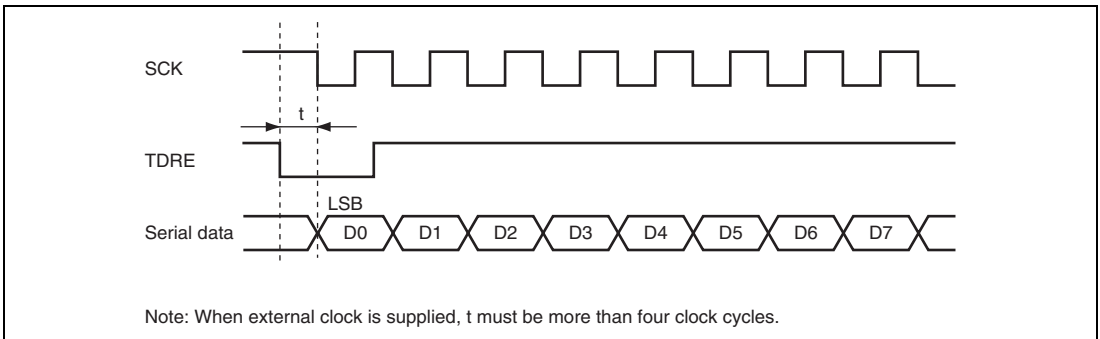 SCK
t
TDRE
LSB
Serial data D0 D1 D2 D3 D4 D5 D6 D7
Note: When external clock is supplied, t must be more than four clock cycles.